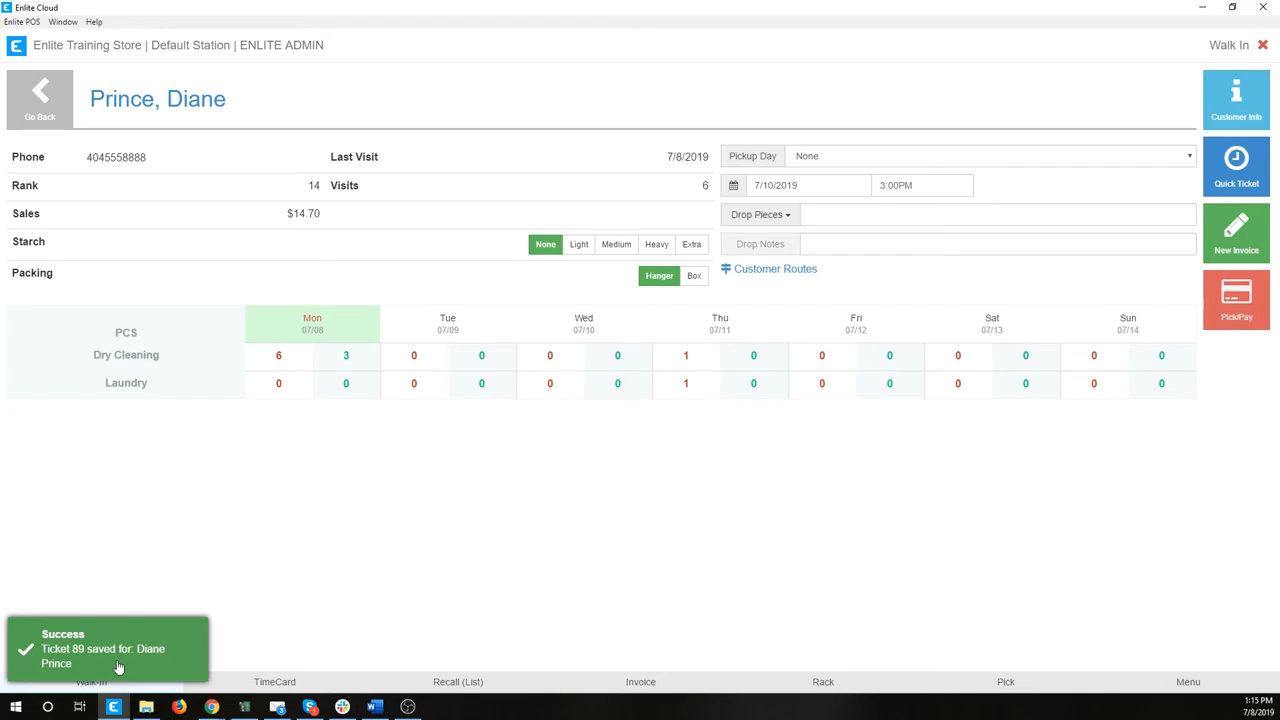 Enlite Cloud
Enlite POS Window Help
Enlite Training Store | Default Station | ENLITE ADMIN
Walk In
Go Back
Prince, Diane
Customer Info
Quick Ticket
New Invoice
Pick/Pay
Phone 4045558888 Last Visit 7/8/2019
Rank 14 Visits 6
Sales $14.70
Starch None Light Medium Heavy Extra
Packing Hanger Box
Pickup Day None
7/10/2019 3:00PM
Drop Pieces
Drop Notes
Customer Routes
Mon Tue Wed Thu Fri Sat Sun
PCS 07/08 07/09 07/10 07/11 07/12 07/13 07/14
Dry Cleaning 6 3 0 0 0 0 1 0 0 0 0 0 0 0
Laundry 0 0 0 0 0 0 1 0 0 0 0 0 0 0
Success
Ticket 89 saved for: Diane
Prince
Walk-In TimeCard Recall (List) Invoice Rack Pick Menu
1:15 PM
7/8/2019